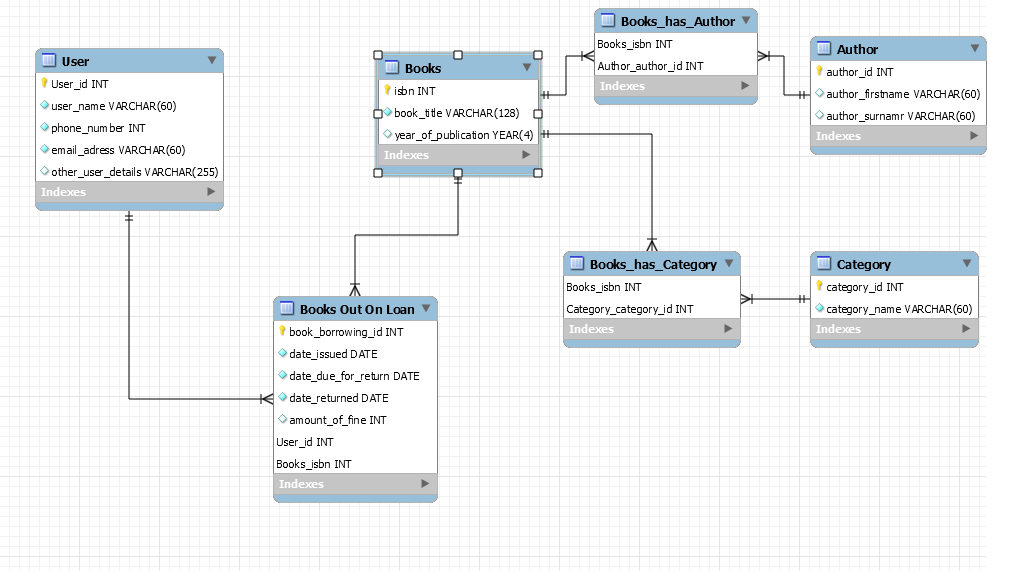 User
User_id INT
user_name VARCHAR(60)
phone_number INT
email_adress VARCHAR(60)
other_user_details VARCHAR(255)
Indexes
Books
isbn INT
book_title VARCHAR(128)
year_of_publication YEAR(4)
Indexes
Books_has_Author
Books_isbn INT
Author_author_id INT
Indexes
Author
author_id INT
author_firstname VARCHAR(60)
author_surnamr VARCHAR(60)
Indexes
Books Out On Loan
book_borrowing_id INT
date_issued DATE
date_due_for_return DATE
date_returned DATE
amount_of_fine INT
User_id INT
Books_isbn INT
Indexes
Books_has_Category
Books_isbn INT
Category_category_id INT
Indexes
Category
category_id INT
category_name VARCHAR(60)
Indexes